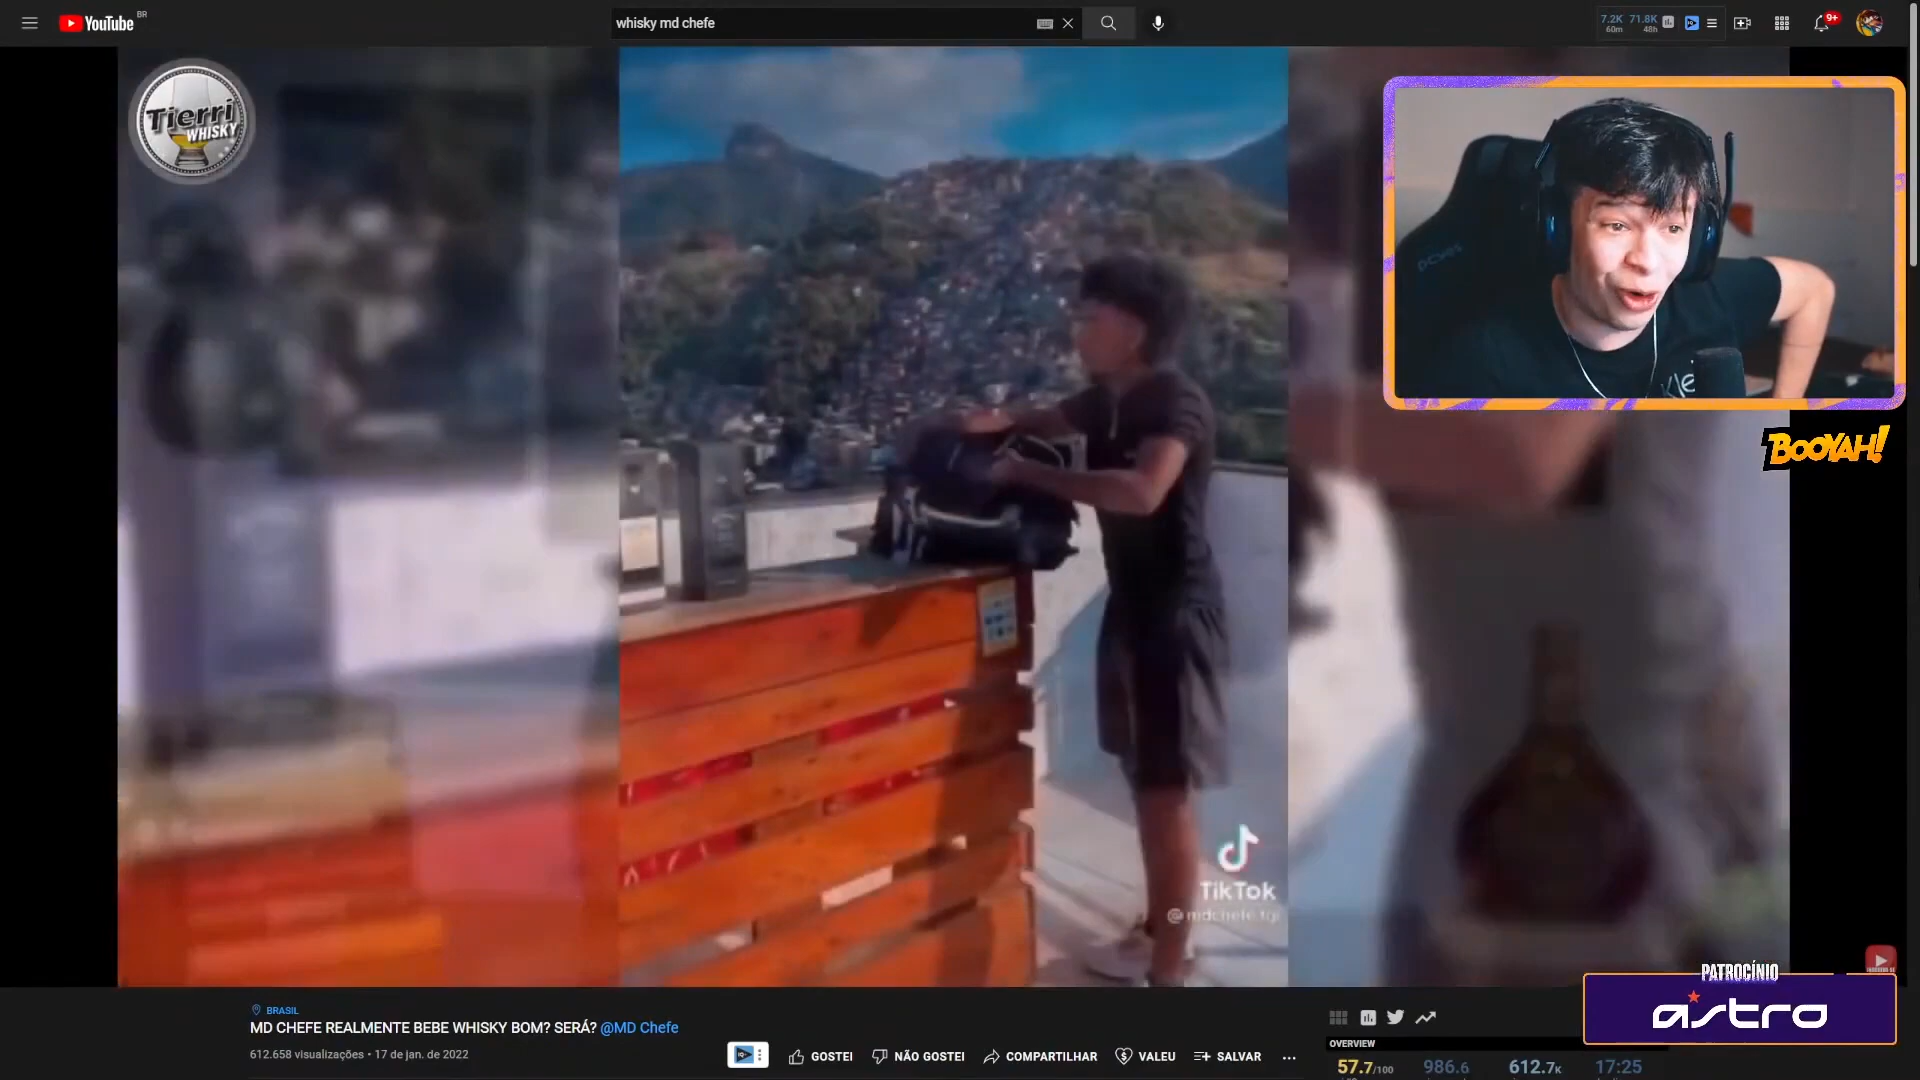 YouTube BR
whisky md chefe
7.2K 71.8K
60m 48h
9+
Tierri
WHISKY
BOOYAH!
TikTok
PATROCÍNIO
astro
BRASIL
MD CHEFE REALMENTE BEBE WHISKY BOM? SERÁ? @MD Chefe
612.658 visualizações • 17 de jan. de 2022
GOSTEI
NÃO GOSTEI
COMPARTILHAR
VALEU
SALVAR
OVERVIEW
57.7/100 986.6 612.7K 17:25